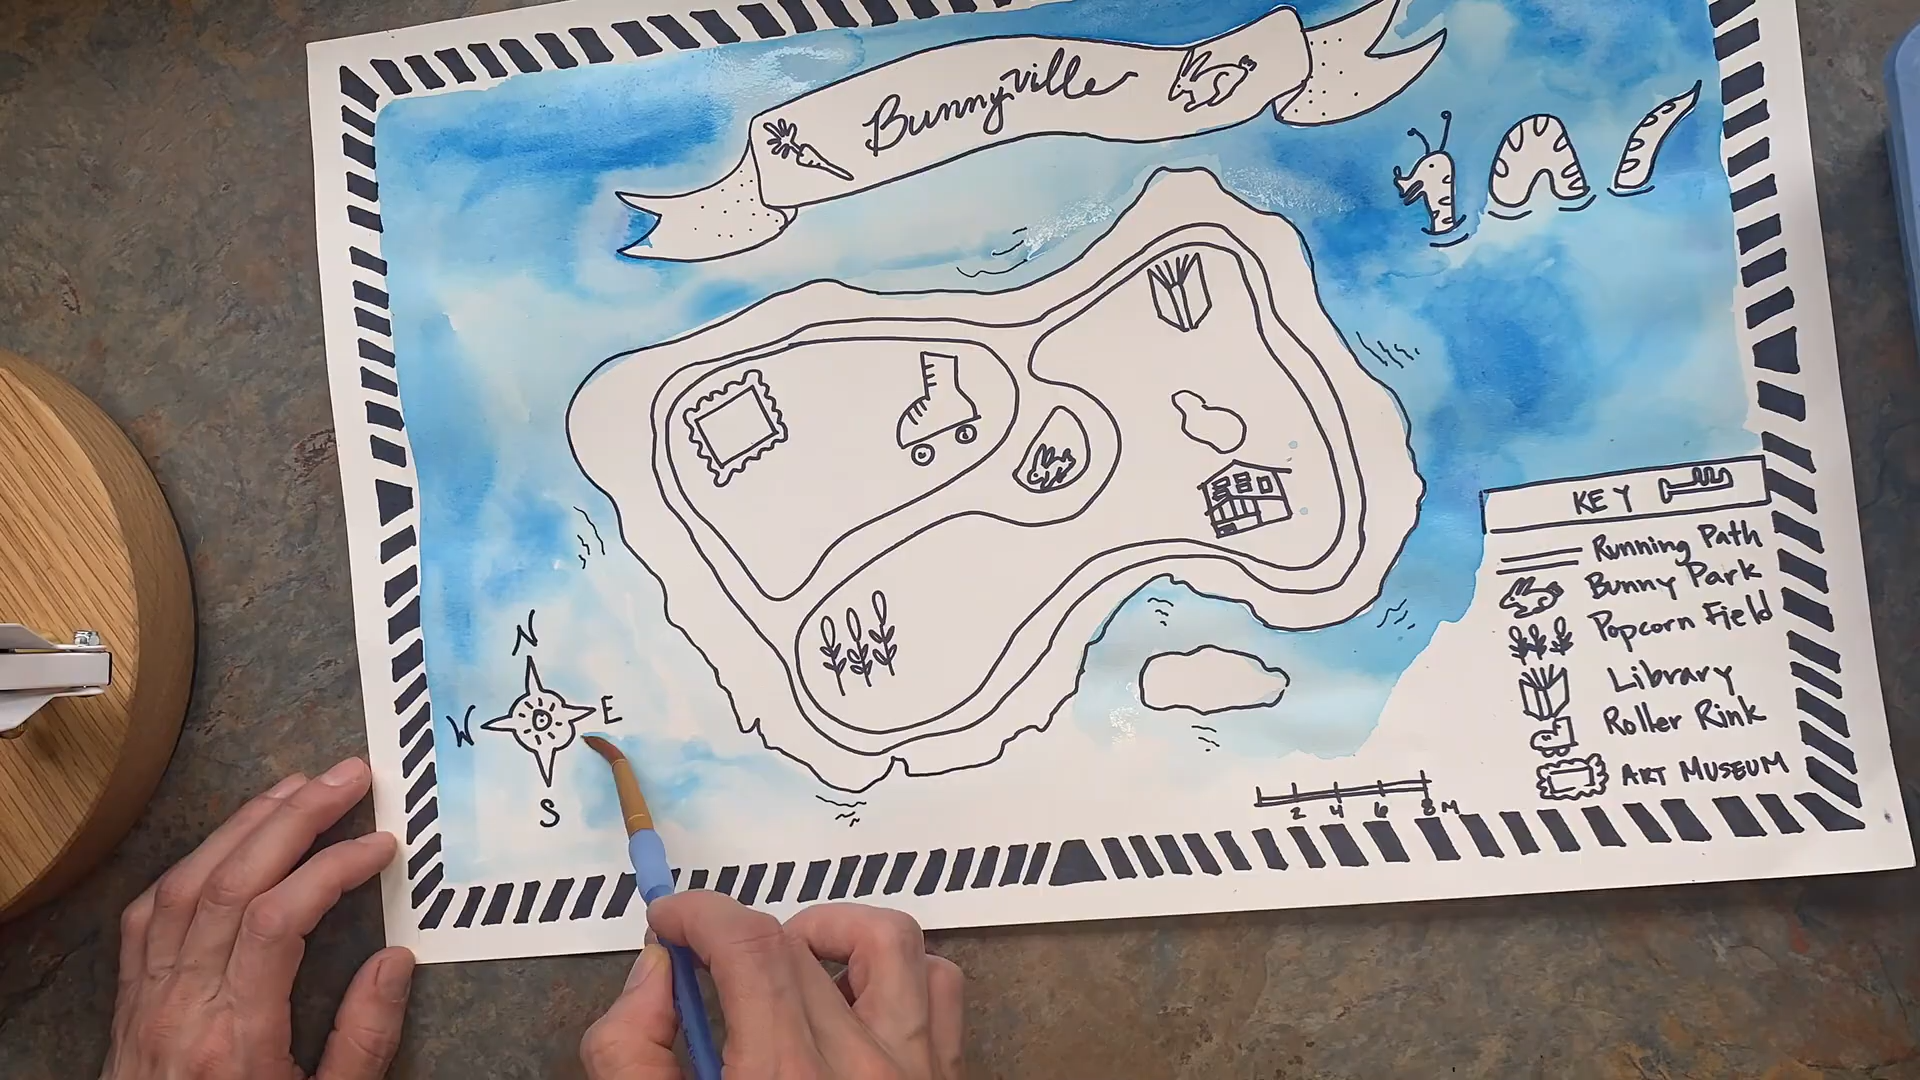 Bunnyville
KEY
Running Path
Bunny Park
Popcorn Field
Library
Roller Rink
ART MUSEUM
N
W E
S
2 4 6 8 M